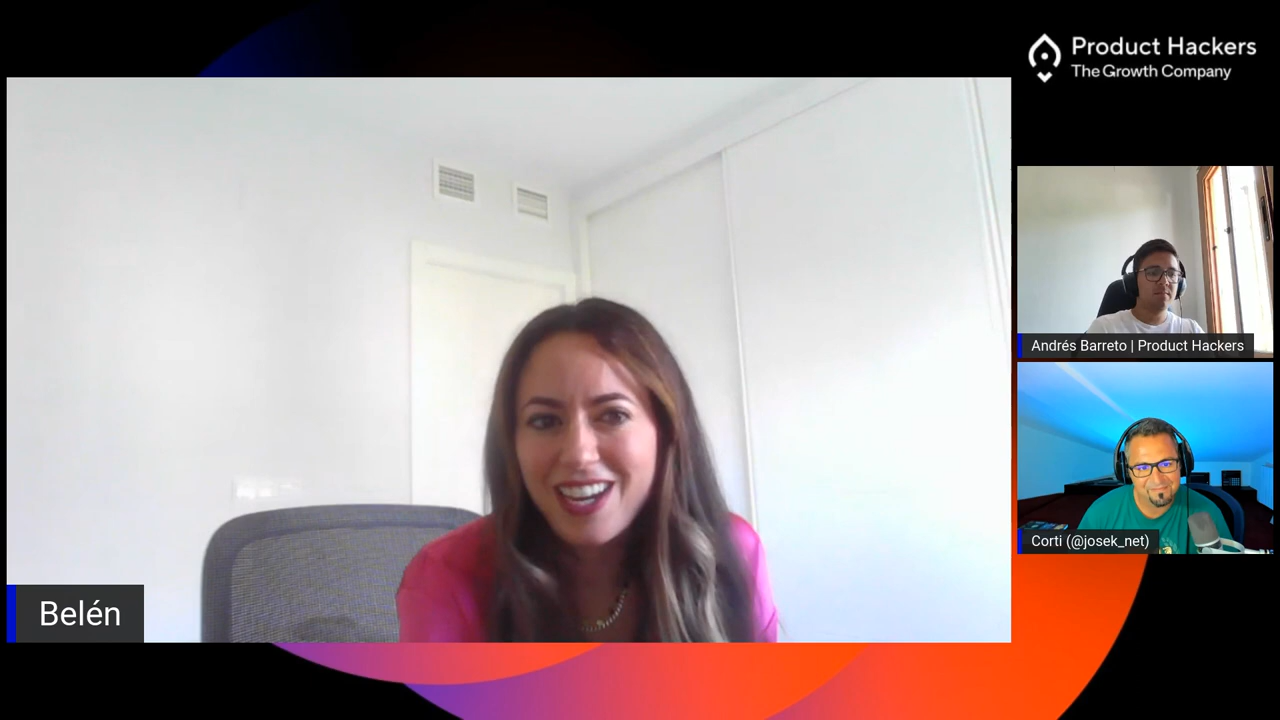 Product Hackers
The Growth Company
Andrés Barreto | Product Hackers
Corti (@josek_net)
Belén